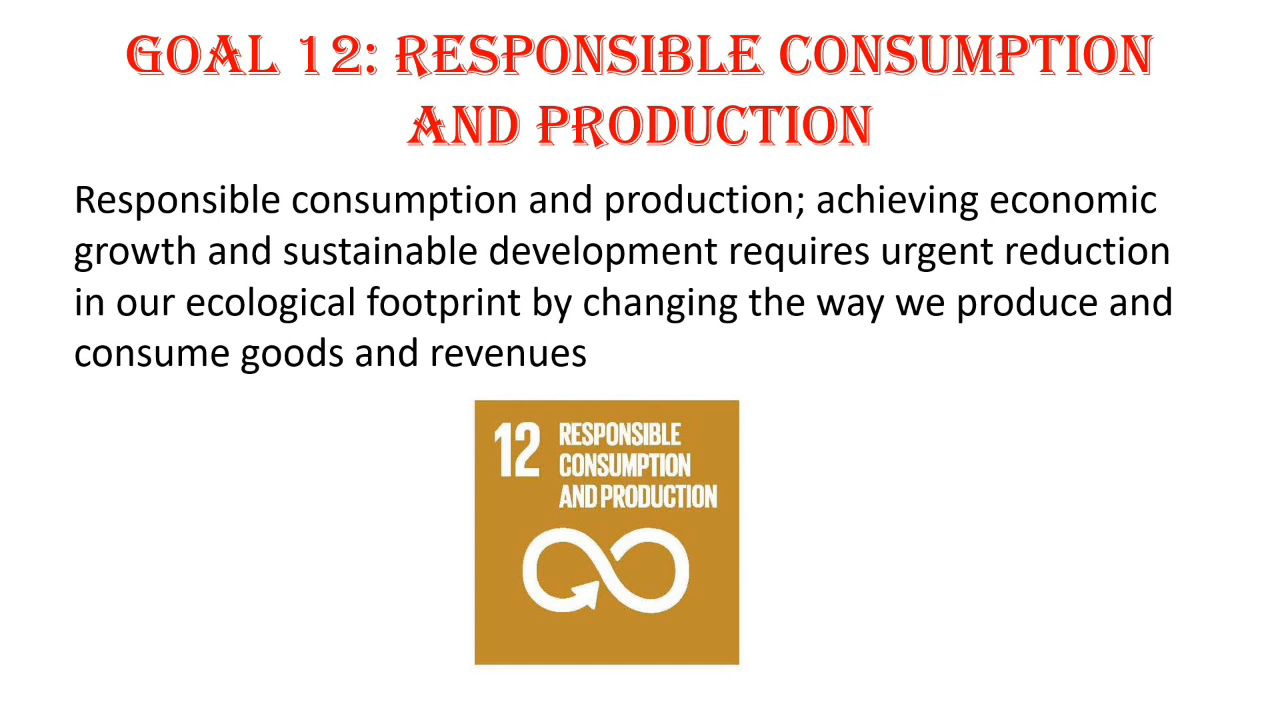 GOAL 12: RESPONSIBLE CONSUMPTION
AND PRODUCTION
Responsible consumption and production; achieving economic
growth and sustainable development requires urgent reduction
in our ecological footprint by changing the way we produce and
consume goods and revenues
12 RESPONSIBLE
CONSUMPTION
AND PRODUCTION